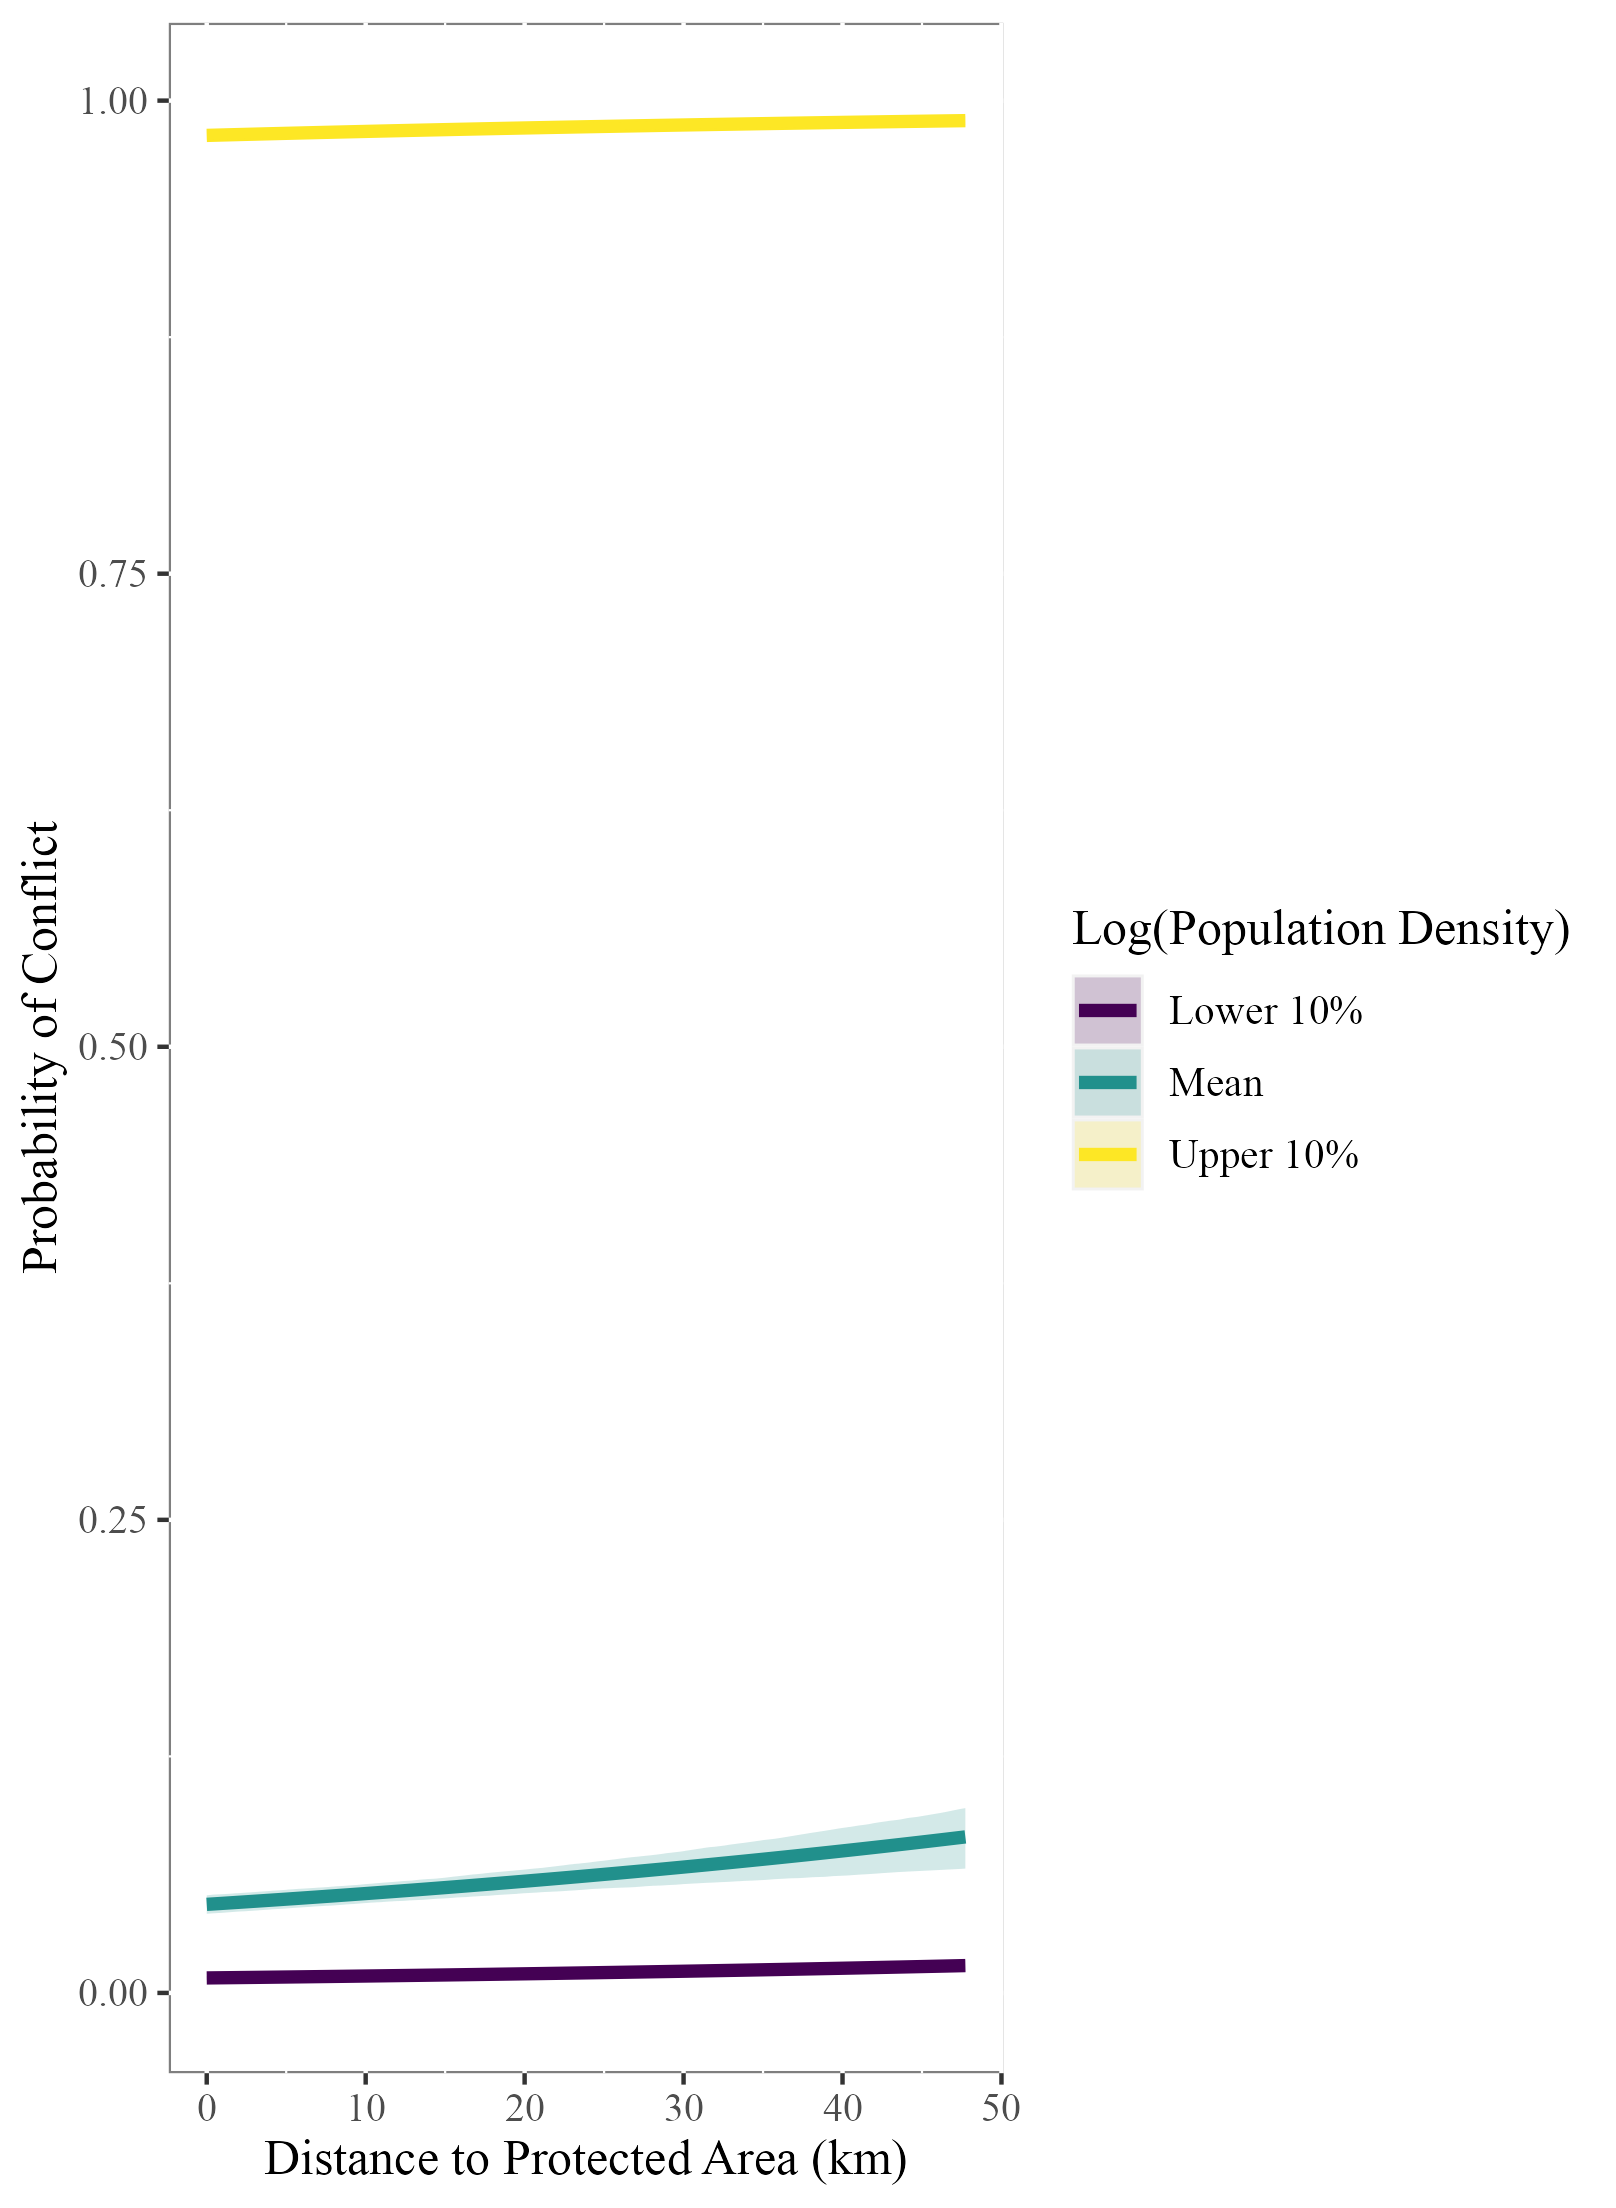 1.00
0.75
0.50
0.25
0.00
Probability of Conflict
0 10 20 30 40 50
Distance to Protected Area (km)
Log(Population Density)
Lower 10%
Mean
Upper 10%